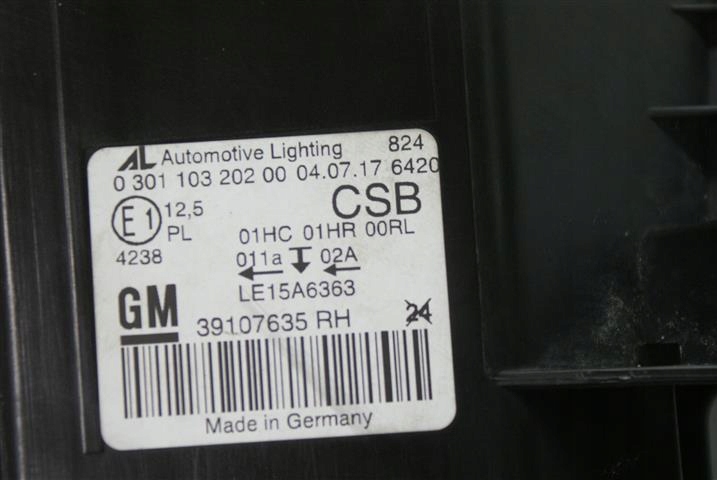 AL Automotive Lighting 824
0 301 103 202 00 04.07.17 6420
E1 12,5 CSB
PL 01HC 01HR 00RL
4238 011a 02A
LE15A6363
GM 39107635 RH 24
Made in Germany